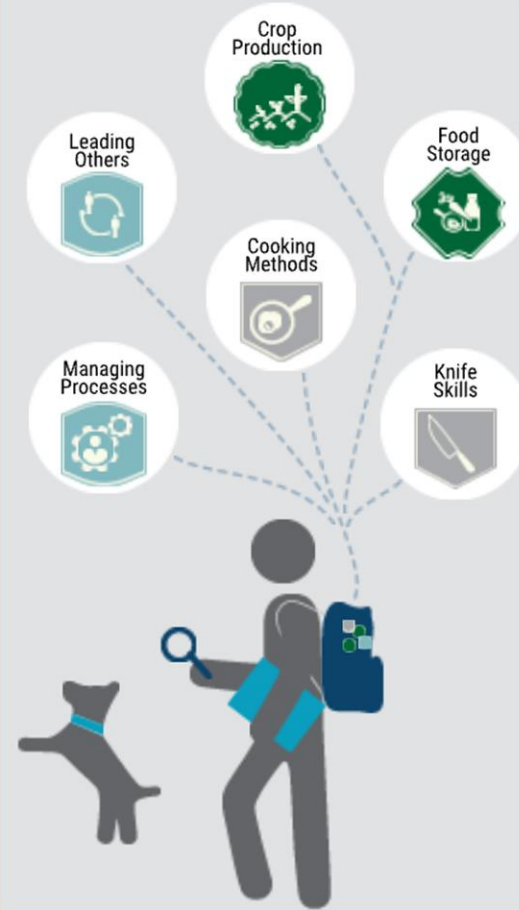 Crop
Production
Leading
Others
Food
Storage
Cooking
Methods
Managing
Processes
Knife
Skills